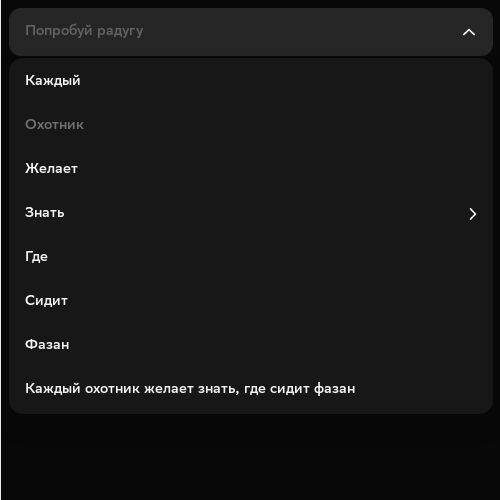 Попробуй радугу
Каждый
Охотник
Желает
Знать
Где
Сидит
Фазан
Каждый охотник желает знать, где сидит фазан